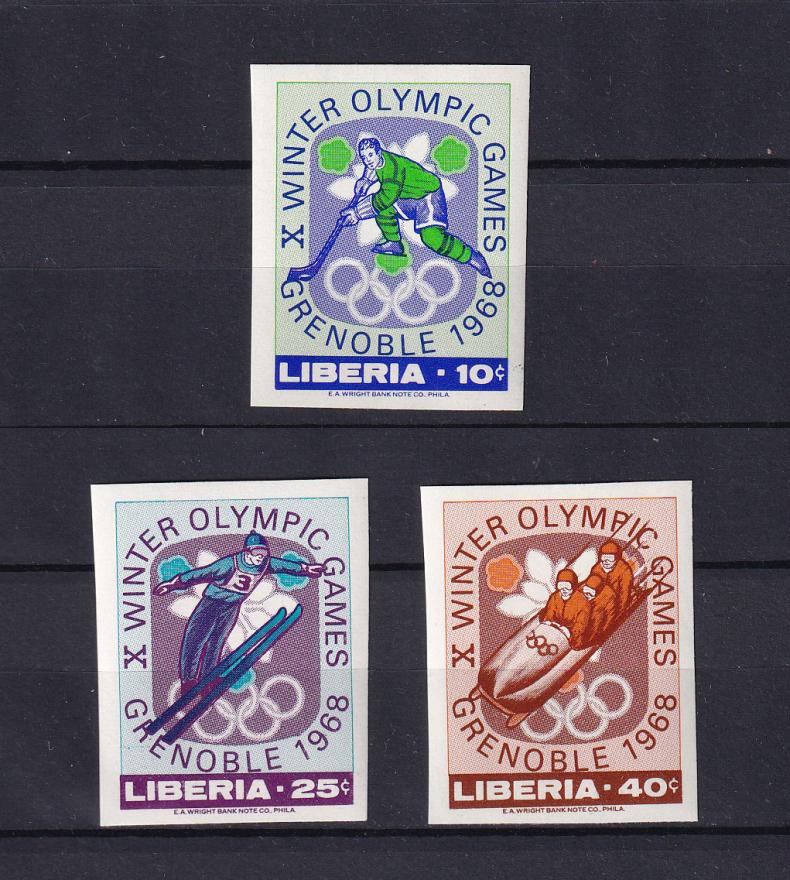 X WINTER OLYMPIC GAMES
GRENOBLE 1968
LIBERIA · 10¢
E.A. WRIGHT BANK NOTE CO., PHILA.
X WINTER OLYMPIC GAMES
3
GRENOBLE 1968
LIBERIA · 25¢
E.A. WRIGHT BANK NOTE CO., PHILA.
X WINTER OLYMPIC GAMES
GRENOBLE 1968
LIBERIA · 40¢
E.A. WRIGHT BANK NOTE CO., PHILA.